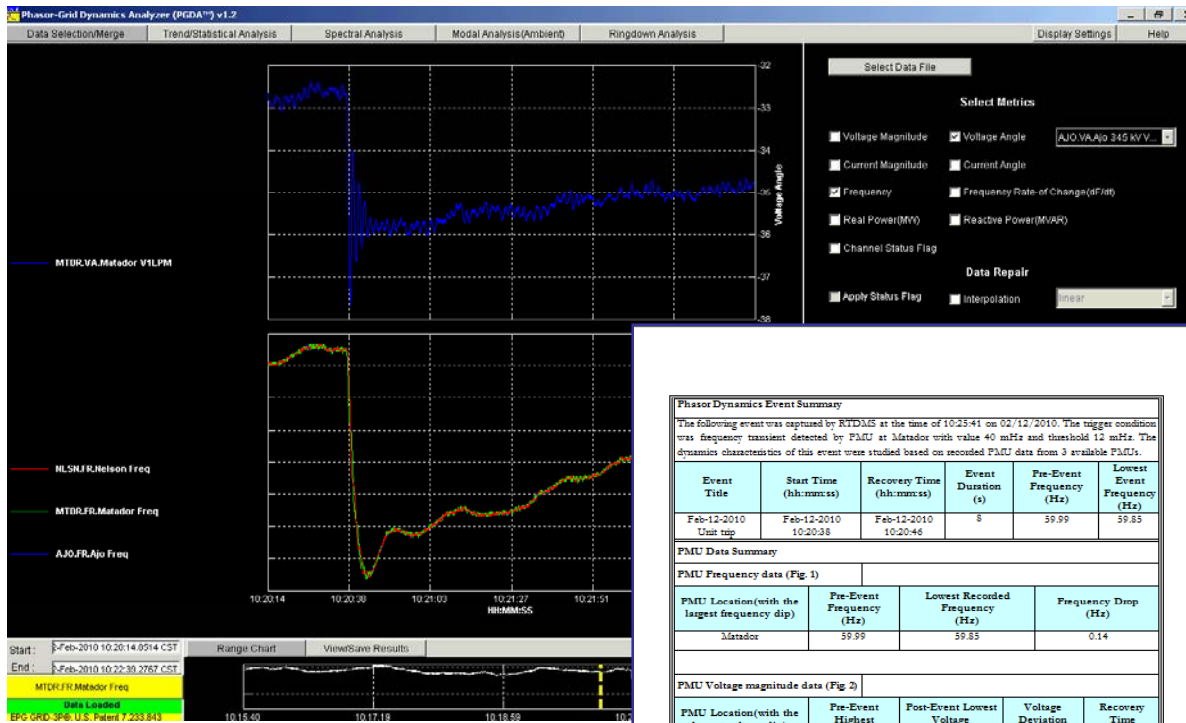 Phasor-Grid Dynamics Analyzer (PGDA™) v1.2
Data Selection/Merge Trend/Statistical Analysis Spectral Analysis Modal Analysis(Ambient) Ringdown Analysis Display Settings Help
-32
-33
-34
-35
-36
-37
-38
Voltage Angle
MTDR.VA.Matador V1LPM
Select Data File
Select Metrics
Voltage Magnitude Voltage Angle AJO.VA.Ajo 345 kV V...
Current Magnitude Current Angle
Frequency Frequency Rate-of Change(dF/dt)
Real Power(MW) Reactive Power(MVAR)
Channel Status Flag
Data Repair
Apply Status Flag Interpolation linear
NLSN.FR.Nelson Freq
MTDR.FR.Matador Freq
AJO.FR.Ajo Freq
10:20:14 10:20:38 10:21:03 10:21:27 10:21:51
HH:MM:SS
Phasor Dynamics Event Summary
The following event was captured by RTDMS at the time of 10:25:41 on 02/12/2010. The trigger condition
was frequency transient detected by PMU at Matador with value 40 mHz and threshold 12 mHz. The
dynamics characteristics of this event were studied based on recorded PMU data from 3 available PMUs.
Event Title Start Time (hh:mm:ss) Recovery Time (hh:mm:ss) Event Duration (s) Pre-Event Frequency (Hz) Lowest Event Frequency (Hz)
Feb-12-2010 Unit trip Feb-12-2010 10:20:38 Feb-12-2010 10:20:46 8 59.99 59.85
PMU Data Summary
PMU Frequency data (Fig. 1)
PMU Location(with the largest frequency dip) Pre-Event Frequency (Hz) Lowest Recorded Frequency (Hz) Frequency Drop (Hz)
Matador 59.99 59.85 0.14
PMU Voltage magnitude data (Fig. 2)
PMU Location(with the Pre-Event Highest Post-Event Lowest Voltage Voltage Deviation Recovery Time
Start : 2-Feb-2010 10:20:14.0514 CST
End : 2-Feb-2010 10:22:39.2767 CST
MTDR.FR.Matador Freq
Data Loaded
EPG GRID-3P®, U.S. Patent 7,233,843
Range Chart View/Save Results
10:15:40 10:17:19 10:18:59